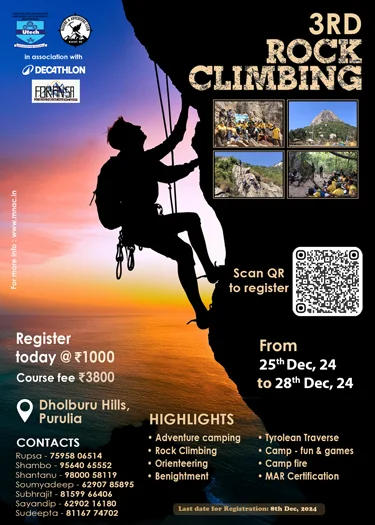 Utech
in association with
DECATHLON
3RD
ROCK
CLIMBING
For more info : www.mnac.in
Scan QR
to register
Register
today @ ₹1000
Course fee ₹3800
From
25th Dec, 24
to 28th Dec, 24
Dholburu Hills,
Purulia
CONTACTS
Rupsa - 75958 06514
Shambo - 95640 65552
Shantanu - 98000 58119
Soumyadeep - 62907 85895
Subhrajit - 81599 66406
Sayandip - 62902 16180
Sudeepta - 81167 74702
HIGHLIGHTS
• Adventure camping
• Rock Climbing
• Orienteering
• Benightment
• Tyrolean Traverse
• Camp - fun & games
• Camp fire
• MAR Certification
Last date for Registration: 8th Dec, 2024